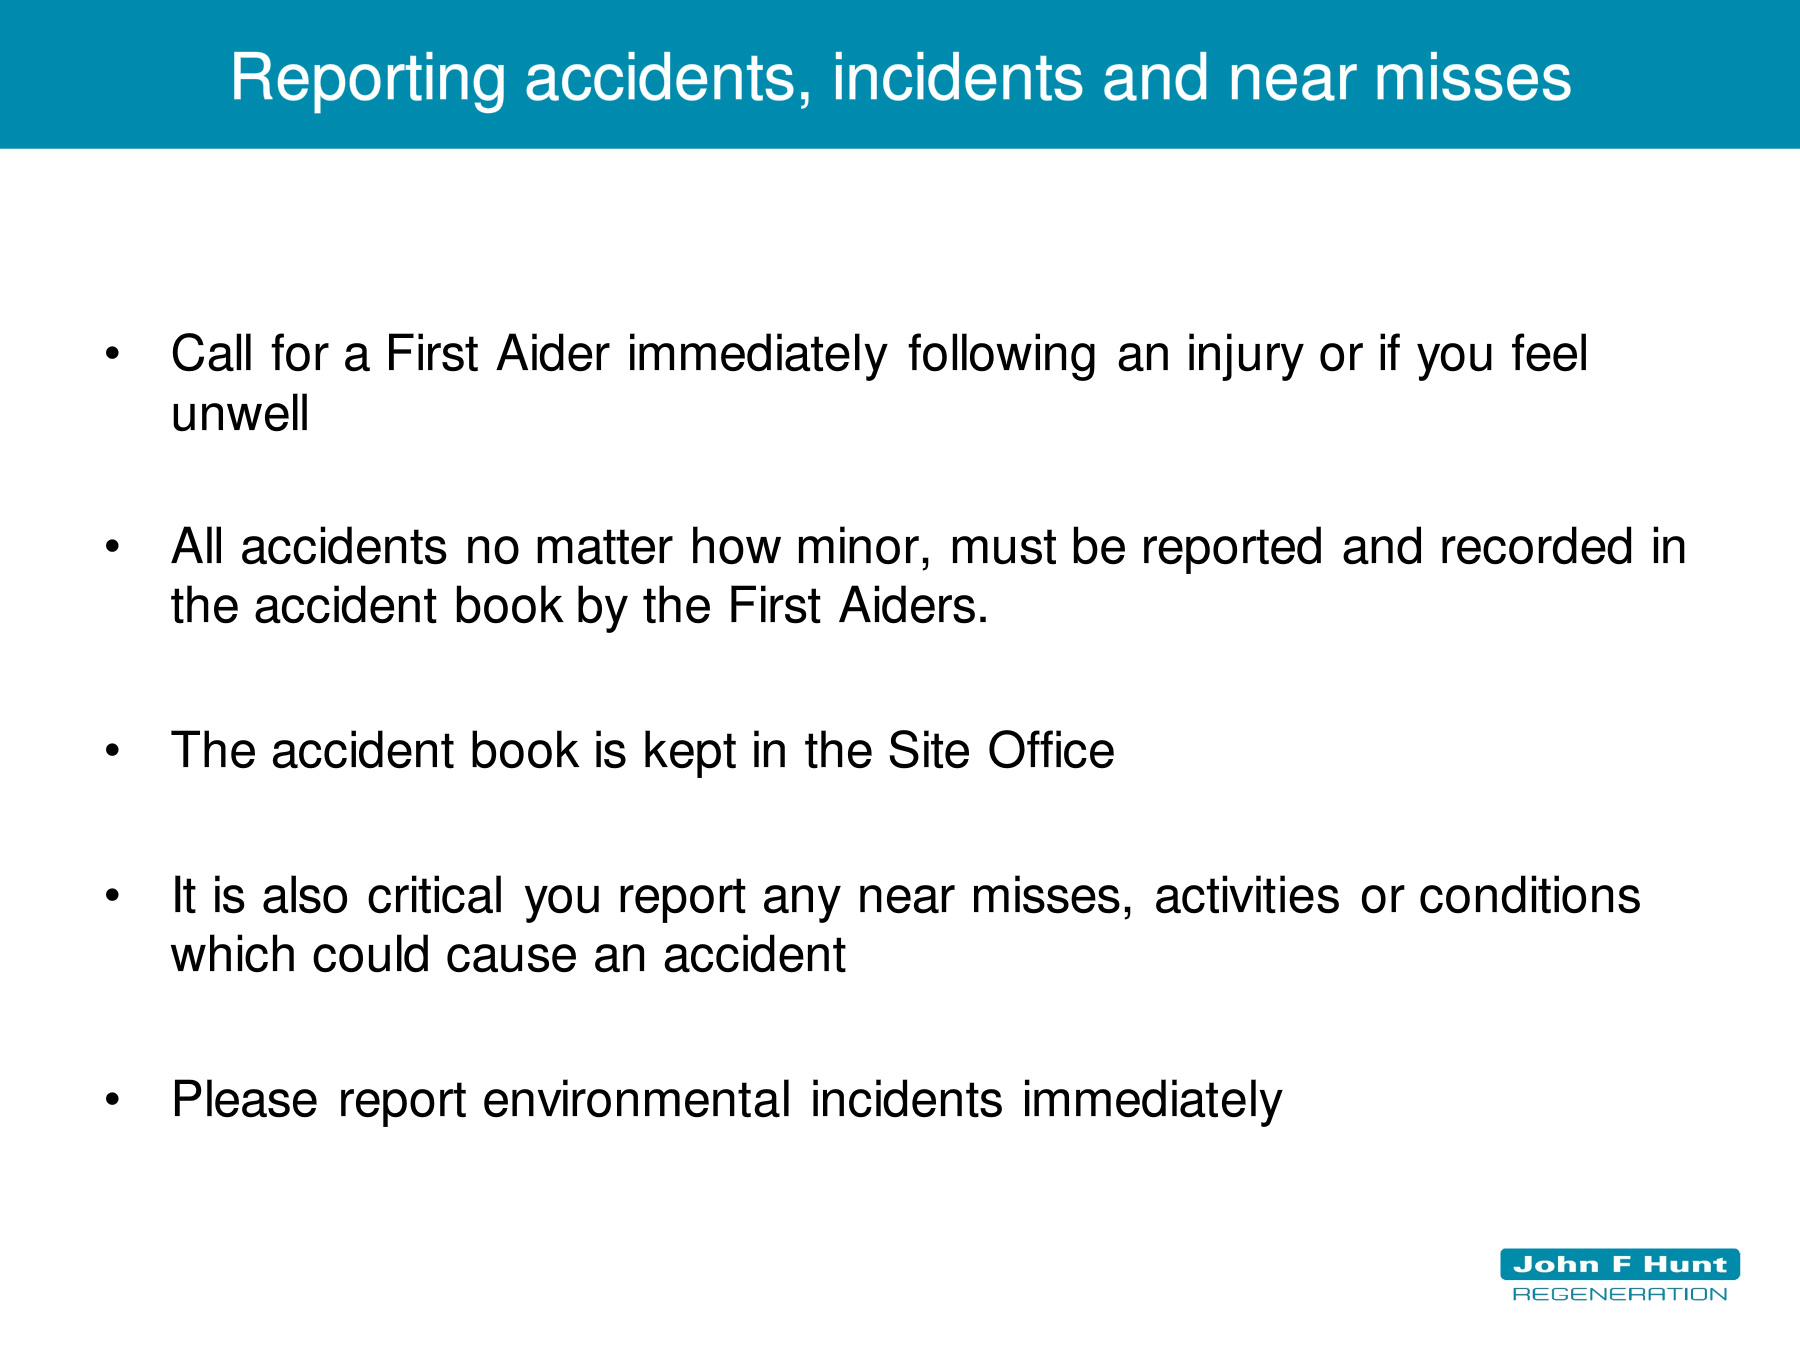 Reporting accidents, incidents and near misses
• Call for a First Aider immediately following an injury or if you feel
unwell
• All accidents no matter how minor, must be reported and recorded in
the accident book by the First Aiders.
• The accident book is kept in the Site Office
• It is also critical you report any near misses, activities or conditions
which could cause an accident
• Please report environmental incidents immediately
John F Hunt
REGENERATION